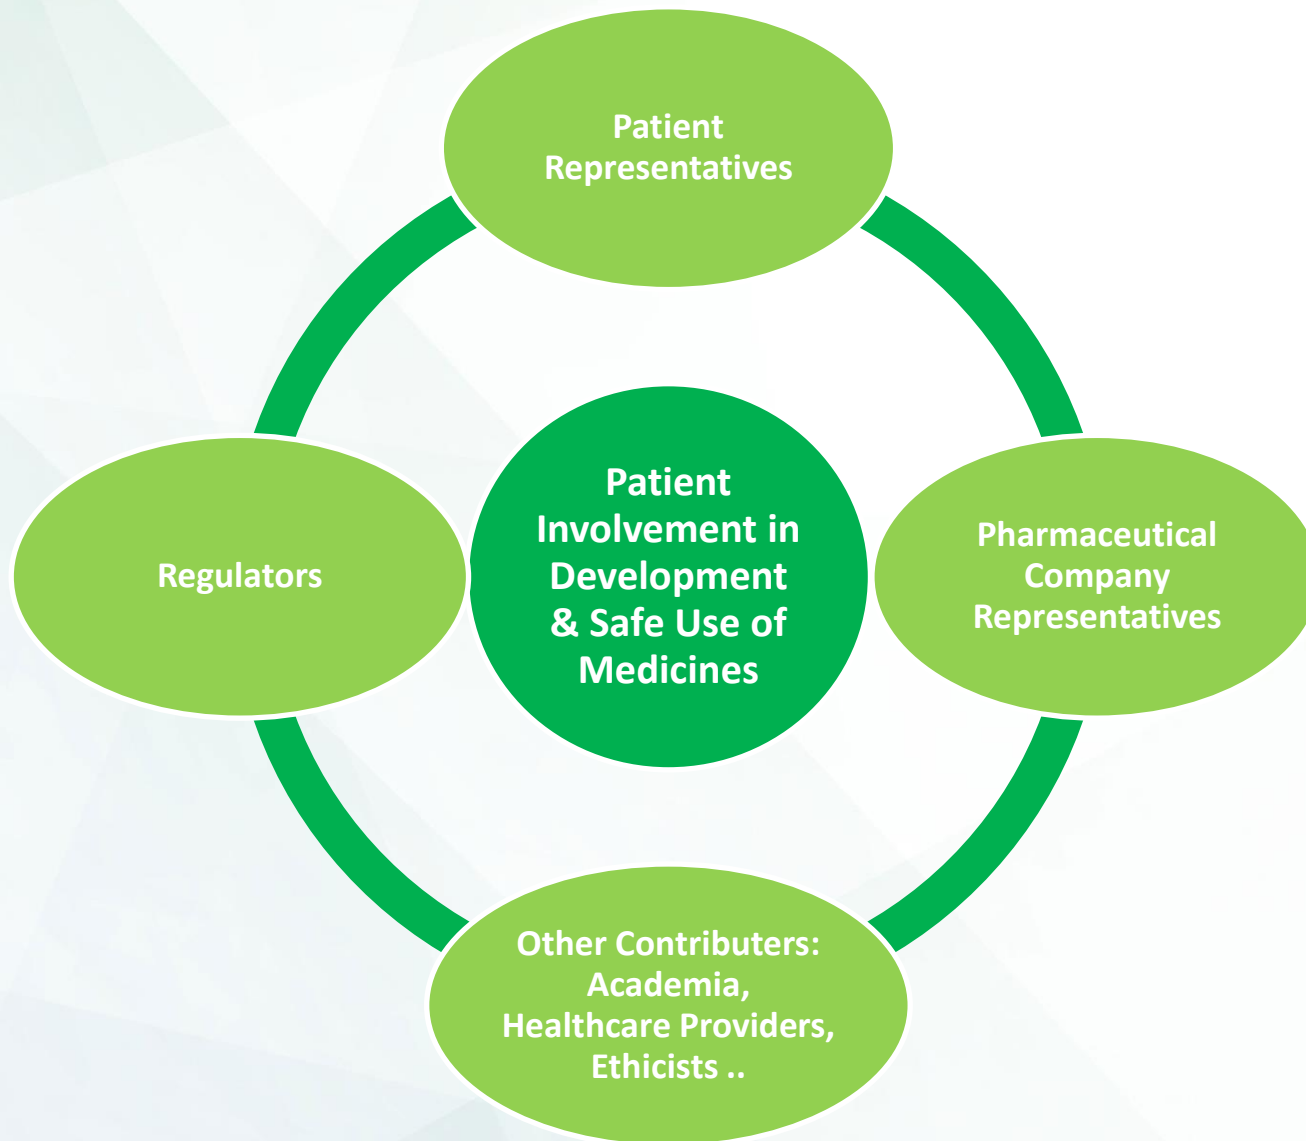 Patient
Representatives
Patient
Involvement in
Development
& Safe Use of
Medicines
Regulators
Pharmaceutical
Company
Representatives
Other Contributers:
Academia,
Healthcare Providers,
Ethicists ..